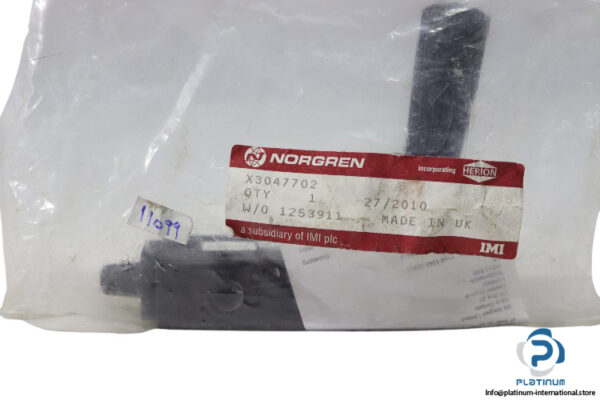 NORGREN
Incorporating HERION
X3047702
QTY 1 27/2010
W/O 1253911 MADE IN UK
a subsidiary of IMI plc
IMI
11099
PLATINUM
Info@platinum-international.store